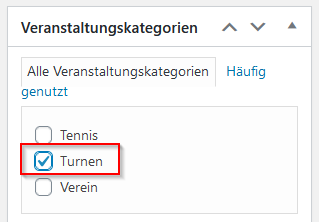 Veranstaltungskategorien
Alle Veranstaltungskategorien Häufig
genutzt
Tennis
Turnen
Verein